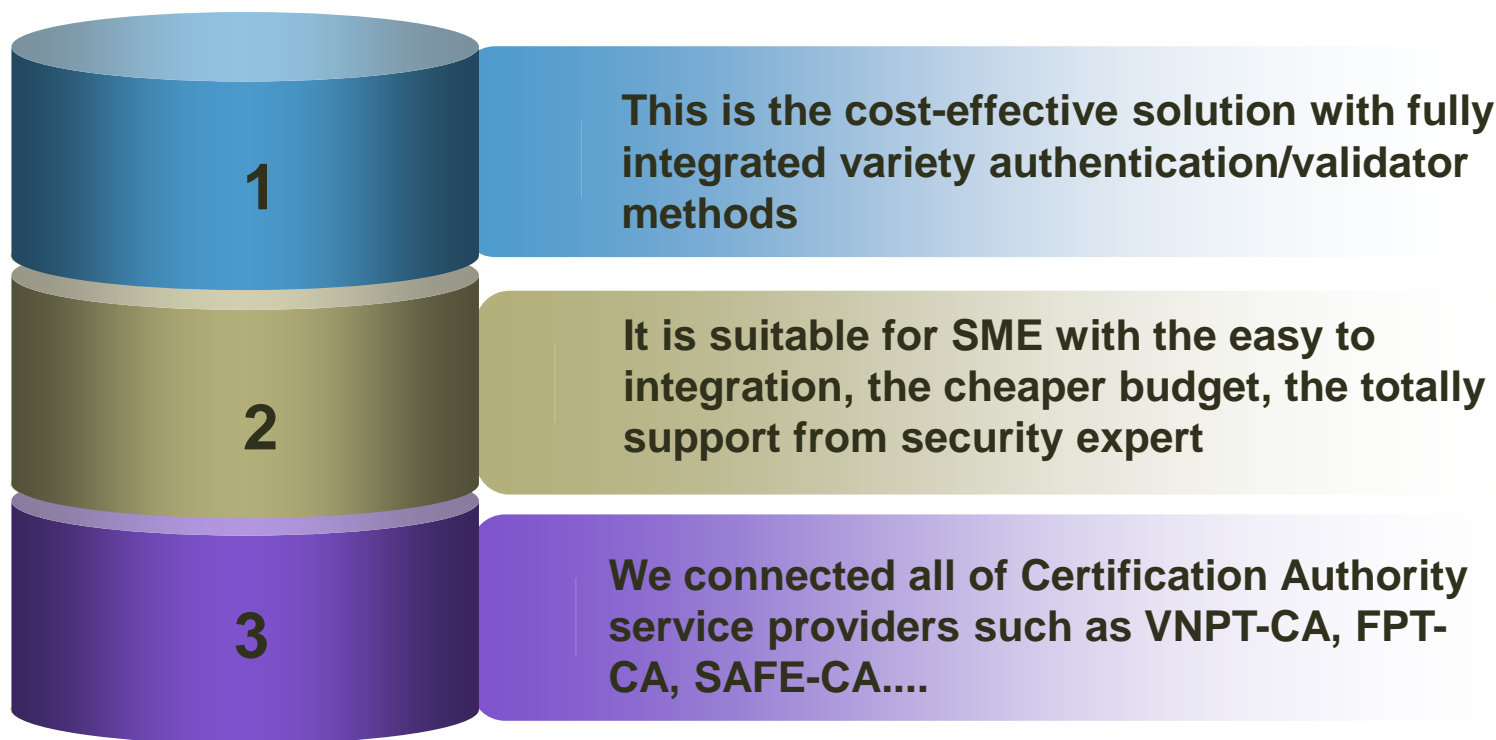 1
This is the cost-effective solution with fully
integrated variety authentication/validator
methods
2
It is suitable for SME with the easy to
integration, the cheaper budget, the totally
support from security expert
3
We connected all of Certification Authority
service providers such as VNPT-CA, FPT-
CA, SAFE-CA....